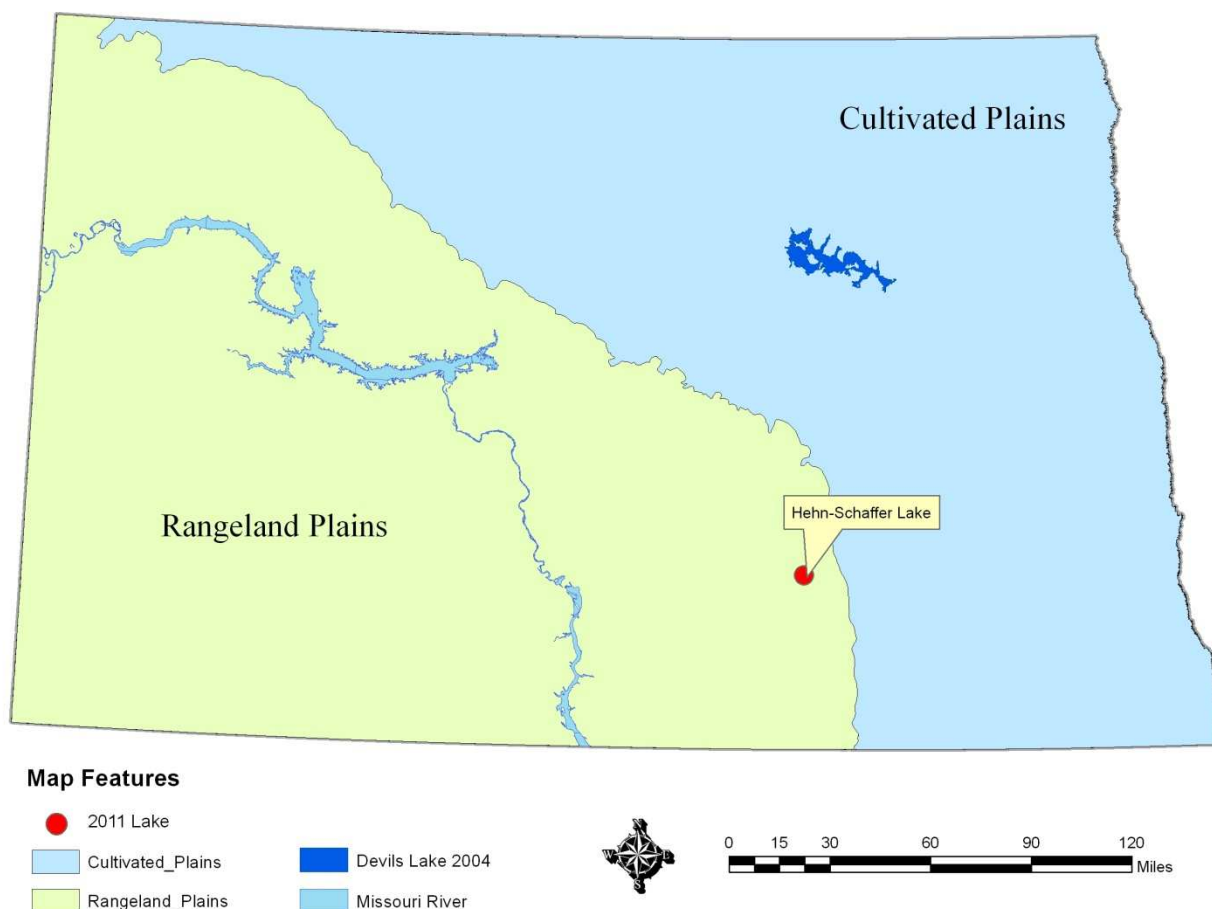 Cultivated Plains
Hehn-Schaffer Lake
Rangeland Plains
Map Features
2011 Lake
Cultivated_Plains
Rangeland_Plains
Devils Lake 2004
Missouri River
N
W E
S
0 15 30 60 90 120
Miles